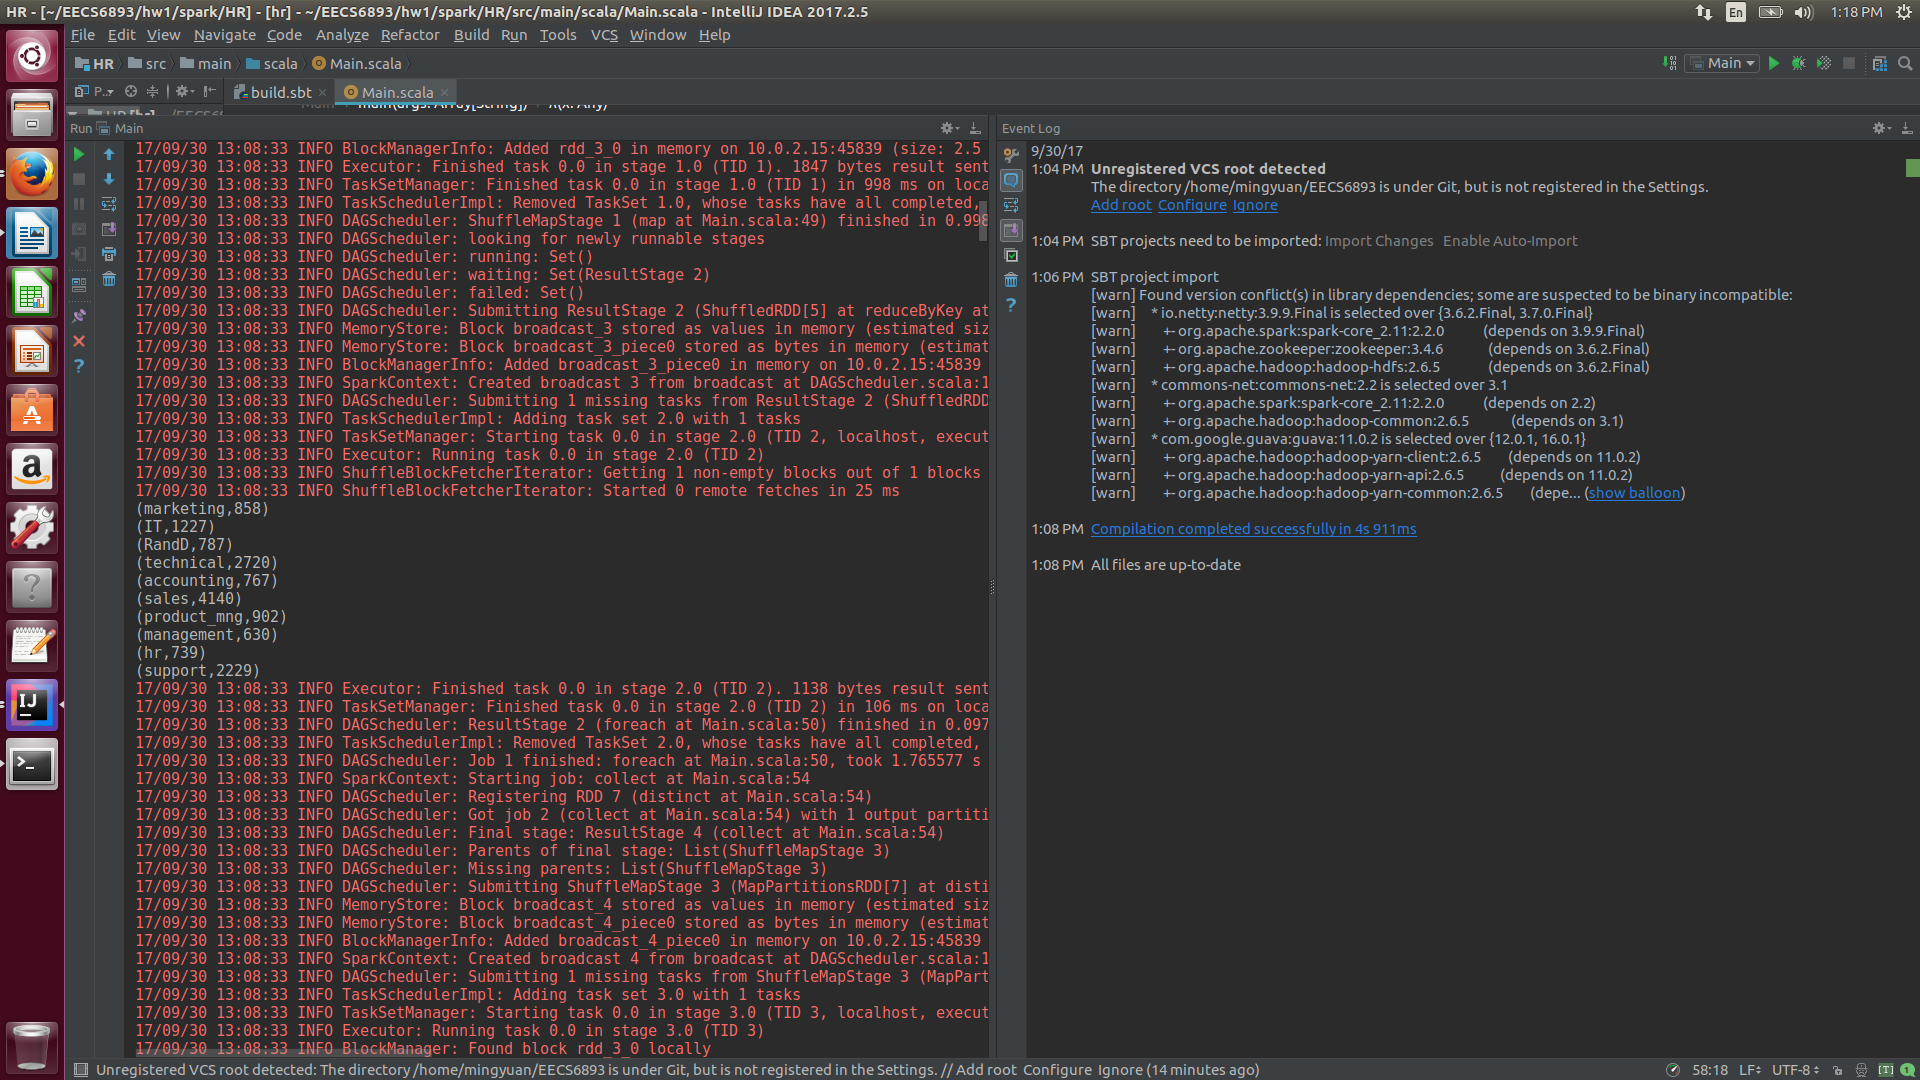 HR - [~/EECS6893/hw1/spark/HR] - [hr] - ~/EECS6893/hw1/spark/HR/src/main/scala/Main.scala - IntelliJ IDEA 2017.2.5
En
1:18 PM
File Edit View Navigate Code Analyze Refactor Build Run Tools VCS Window Help
HR src main scala Main.scala
Main
P..
build.sbt Main.scala
Run Main
17/09/30 13:08:33 INFO BlockManagerInfo: Added rdd_3_0 in memory on 10.0.2.15:45839 (size: 2.5
17/09/30 13:08:33 INFO Executor: Finished task 0.0 in stage 1.0 (TID 1). 1847 bytes result sent
17/09/30 13:08:33 INFO TaskSetManager: Finished task 0.0 in stage 1.0 (TID 1) in 998 ms on loca
17/09/30 13:08:33 INFO TaskSchedulerImpl: Removed TaskSet 1.0, whose tasks have all completed,
17/09/30 13:08:33 INFO DAGScheduler: ShuffleMapStage 1 (map at Main.scala:49) finished in 0.998
17/09/30 13:08:33 INFO DAGScheduler: looking for newly runnable stages
17/09/30 13:08:33 INFO DAGScheduler: running: Set()
17/09/30 13:08:33 INFO DAGScheduler: waiting: Set(ResultStage 2)
17/09/30 13:08:33 INFO DAGScheduler: failed: Set()
17/09/30 13:08:33 INFO DAGScheduler: Submitting ResultStage 2 (ShuffledRDD[5] at reduceByKey at
17/09/30 13:08:33 INFO MemoryStore: Block broadcast_3 stored as values in memory (estimated siz
17/09/30 13:08:33 INFO MemoryStore: Block broadcast_3_piece0 stored as bytes in memory (estimat
17/09/30 13:08:33 INFO BlockManagerInfo: Added broadcast_3_piece0 in memory on 10.0.2.15:45839
17/09/30 13:08:33 INFO SparkContext: Created broadcast 3 from broadcast at DAGScheduler.scala:1
17/09/30 13:08:33 INFO DAGScheduler: Submitting 1 missing tasks from ResultStage 2 (ShuffledRDD
17/09/30 13:08:33 INFO TaskSchedulerImpl: Adding task set 2.0 with 1 tasks
17/09/30 13:08:33 INFO TaskSetManager: Starting task 0.0 in stage 2.0 (TID 2, localhost, execut
17/09/30 13:08:33 INFO Executor: Running task 0.0 in stage 2.0 (TID 2)
17/09/30 13:08:33 INFO ShuffleBlockFetcherIterator: Getting 1 non-empty blocks out of 1 blocks
17/09/30 13:08:33 INFO ShuffleBlockFetcherIterator: Started 0 remote fetches in 25 ms
(marketing,858)
(IT,1227)
(RandD,787)
(technical,2720)
(accounting,767)
(sales,4140)
(product_mng,902)
(management,630)
(hr,739)
(support,2229)
17/09/30 13:08:33 INFO Executor: Finished task 0.0 in stage 2.0 (TID 2). 1138 bytes result sent
17/09/30 13:08:33 INFO TaskSetManager: Finished task 0.0 in stage 2.0 (TID 2) in 106 ms on loca
17/09/30 13:08:33 INFO DAGScheduler: ResultStage 2 (foreach at Main.scala:50) finished in 0.097
17/09/30 13:08:33 INFO TaskSchedulerImpl: Removed TaskSet 2.0, whose tasks have all completed,
17/09/30 13:08:33 INFO DAGScheduler: Job 1 finished: foreach at Main.scala:50, took 1.765577 s
17/09/30 13:08:33 INFO SparkContext: Starting job: collect at Main.scala:54
17/09/30 13:08:33 INFO DAGScheduler: Registering RDD 7 (distinct at Main.scala:54)
17/09/30 13:08:33 INFO DAGScheduler: Got job 2 (collect at Main.scala:54) with 1 output partiti
17/09/30 13:08:33 INFO DAGScheduler: Final stage: ResultStage 4 (collect at Main.scala:54)
17/09/30 13:08:33 INFO DAGScheduler: Parents of final stage: List(ShuffleMapStage 3)
17/09/30 13:08:33 INFO DAGScheduler: Missing parents: List(ShuffleMapStage 3)
17/09/30 13:08:33 INFO DAGScheduler: Submitting ShuffleMapStage 3 (MapPartitionsRDD[7] at disti
17/09/30 13:08:33 INFO MemoryStore: Block broadcast_4 stored as values in memory (estimated siz
17/09/30 13:08:33 INFO MemoryStore: Block broadcast_4_piece0 stored as bytes in memory (estimat
17/09/30 13:08:33 INFO BlockManagerInfo: Added broadcast_4_piece0 in memory on 10.0.2.15:45839
17/09/30 13:08:33 INFO SparkContext: Created broadcast 4 from broadcast at DAGScheduler.scala:1
17/09/30 13:08:33 INFO DAGScheduler: Submitting 1 missing tasks from ShuffleMapStage 3 (MapPart
17/09/30 13:08:33 INFO TaskSchedulerImpl: Adding task set 3.0 with 1 tasks
17/09/30 13:08:33 INFO TaskSetManager: Starting task 0.0 in stage 3.0 (TID 3, localhost, execut
17/09/30 13:08:33 INFO Executor: Running task 0.0 in stage 3.0 (TID 3)
17/09/30 13:08:33 INFO BlockManager: Found block rdd_3_0 locally
Event Log
9/30/17
1:04 PM Unregistered VCS root detected
The directory /home/mingyuan/EECS6893 is under Git, but is not registered in the Settings.
Add root Configure Ignore
1:04 PM SBT projects need to be imported: Import Changes Enable Auto-Import
1:06 PM SBT project import
[warn] Found version conflict(s) in library dependencies; some are suspected to be binary incompatible:
[warn] * io.netty:netty:3.9.9.Final is selected over {3.6.2.Final, 3.7.0.Final}
[warn] +- org.apache.spark:spark-core_2.11:2.2.0 (depends on 3.9.9.Final)
[warn] +- org.apache.zookeeper:zookeeper:3.4.6 (depends on 3.6.2.Final)
[warn] +- org.apache.hadoop:hadoop-hdfs:2.6.5 (depends on 3.6.2.Final)
[warn] * commons-net:commons-net:2.2 is selected over 3.1
[warn] +- org.apache.spark:spark-core_2.11:2.2.0 (depends on 2.2)
[warn] +- org.apache.hadoop:hadoop-common:2.6.5 (depends on 3.1)
[warn] * com.google.guava:guava:11.0.2 is selected over {12.0.1, 16.0.1}
[warn] +- org.apache.hadoop:hadoop-yarn-client:2.6.5 (depends on 11.0.2)
[warn] +- org.apache.hadoop:hadoop-yarn-api:2.6.5 (depends on 11.0.2)
[warn] +- org.apache.hadoop:hadoop-yarn-common:2.6.5 (depe... (show balloon)
1:08 PM Compilation completed successfully in 4s 911ms
1:08 PM All files are up-to-date
Unregistered VCS root detected: The directory /home/mingyuan/EECS6893 is under Git, but is not registered in the Settings. // Add root Configure Ignore (14 minutes ago)
58:18 LF UTF-8 [T] 1